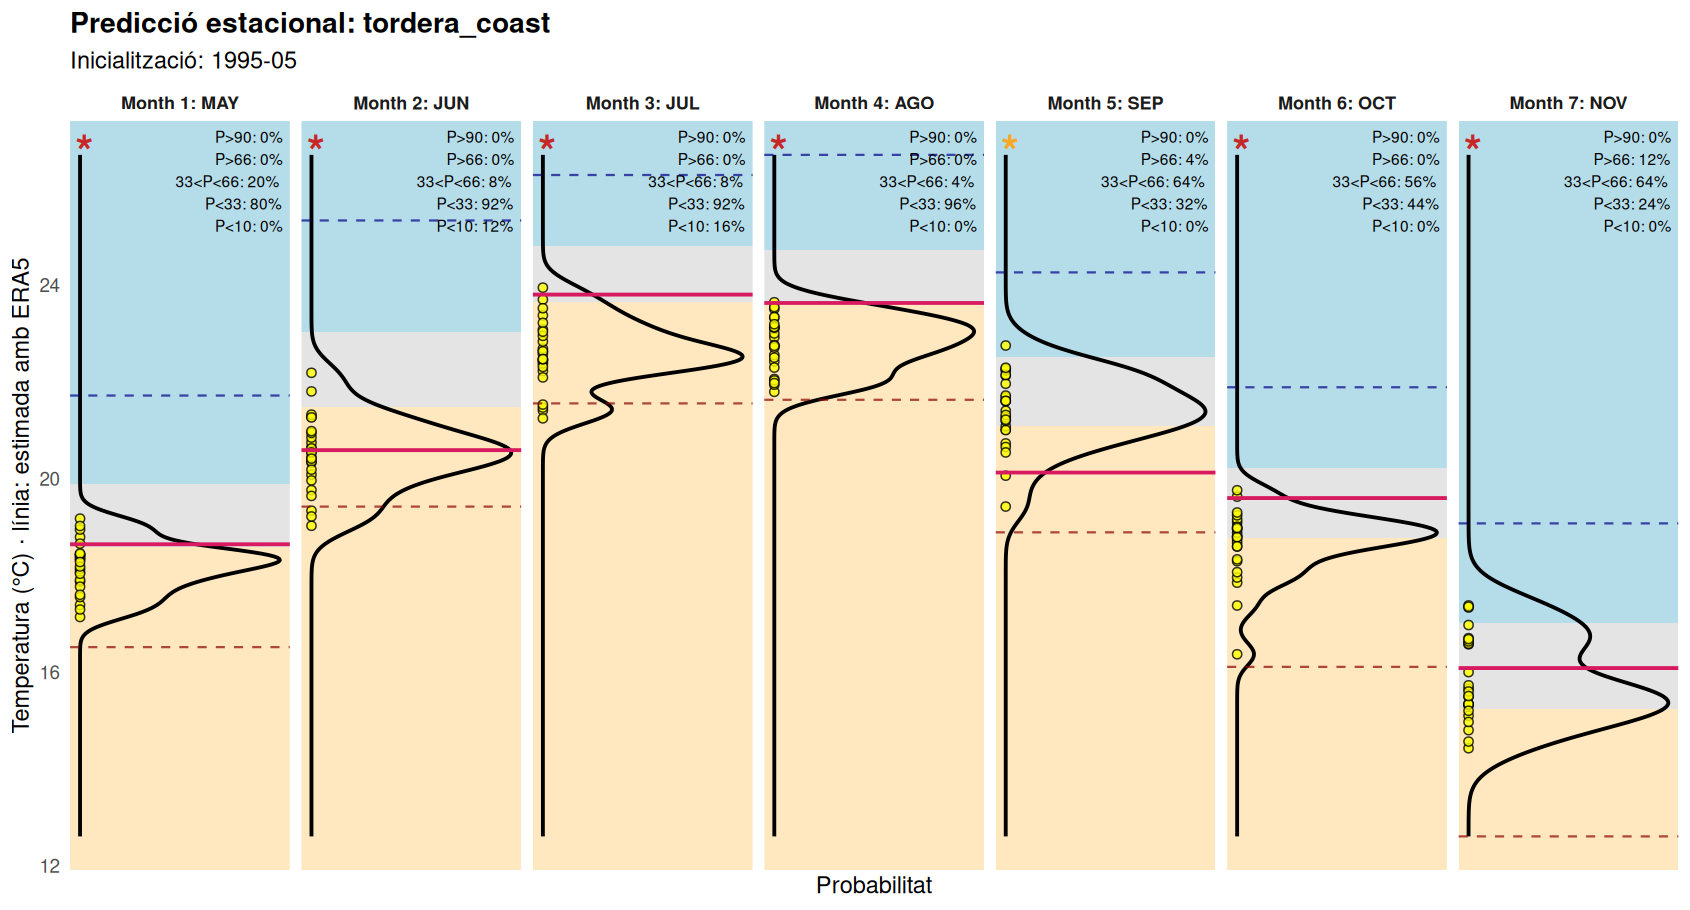 Predicció estacional: tordera_coast
Inicialització: 1995-05
Month 1: MAY
P>90: 0%
P>66: 0%
33<P<66: 20%
P<33: 80%
P<10: 0%
Month 2: JUN
P>90: 0%
P>66: 0%
33<P<66: 8%
P<33: 92%
P<10: 12%
Month 3: JUL
P>90: 0%
P>66: 0%
33<P<66: 8%
P<33: 92%
P<10: 16%
Month 4: AGO
P>90: 0%
P>66: 0%
33<P<66: 4%
P<33: 96%
P<10: 0%
Month 5: SEP
P>90: 0%
P>66: 4%
33<P<66: 64%
P<33: 32%
P<10: 0%
Month 6: OCT
P>90: 0%
P>66: 0%
33<P<66: 56%
P<33: 44%
P<10: 0%
Month 7: NOV
P>90: 0%
P>66: 12%
33<P<66: 64%
P<33: 24%
P<10: 0%
Temperatura (°C) · línia: estimada amb ERA5
24
20
16
12
Probabilitat